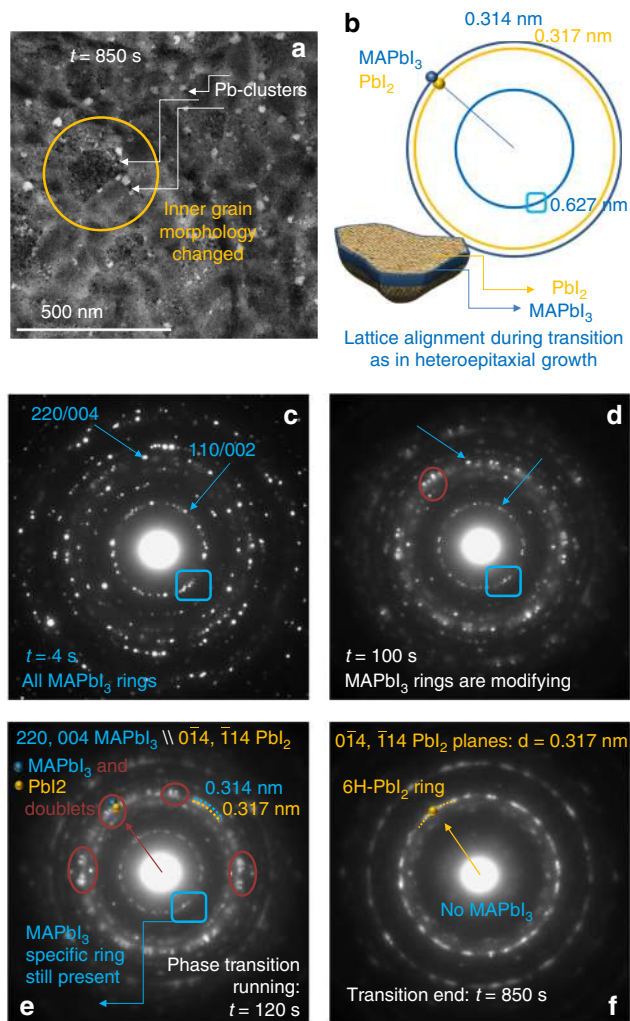 a
t = 850 s
Pb-clusters
Inner grain
morphology
changed
500 nm
b
0.314 nm
0.317 nm
MAPbI₃
PbI₂
0.627 nm
PbI₂
MAPbI₃
Lattice alignment during transition
as in heteroepitaxial growth
c
220/004
110/002
t = 4 s
All MAPbI₃ rings
d
t = 100 s
MAPbI₃ rings are modifying
220, 004 MAPbI₃ \\ 01̄4, 1̄14 PbI₂
MAPbI₃ and
PbI2
doublets
0.314 nm
0.317 nm
MAPbI₃
specific ring
still present
Phase transition
running:
t = 120 s
e
01̄4, 1̄14 PbI₂ planes: d = 0.317 nm
6H-PbI₂ ring
No MAPbI₃
Transition end: t = 850 s
f